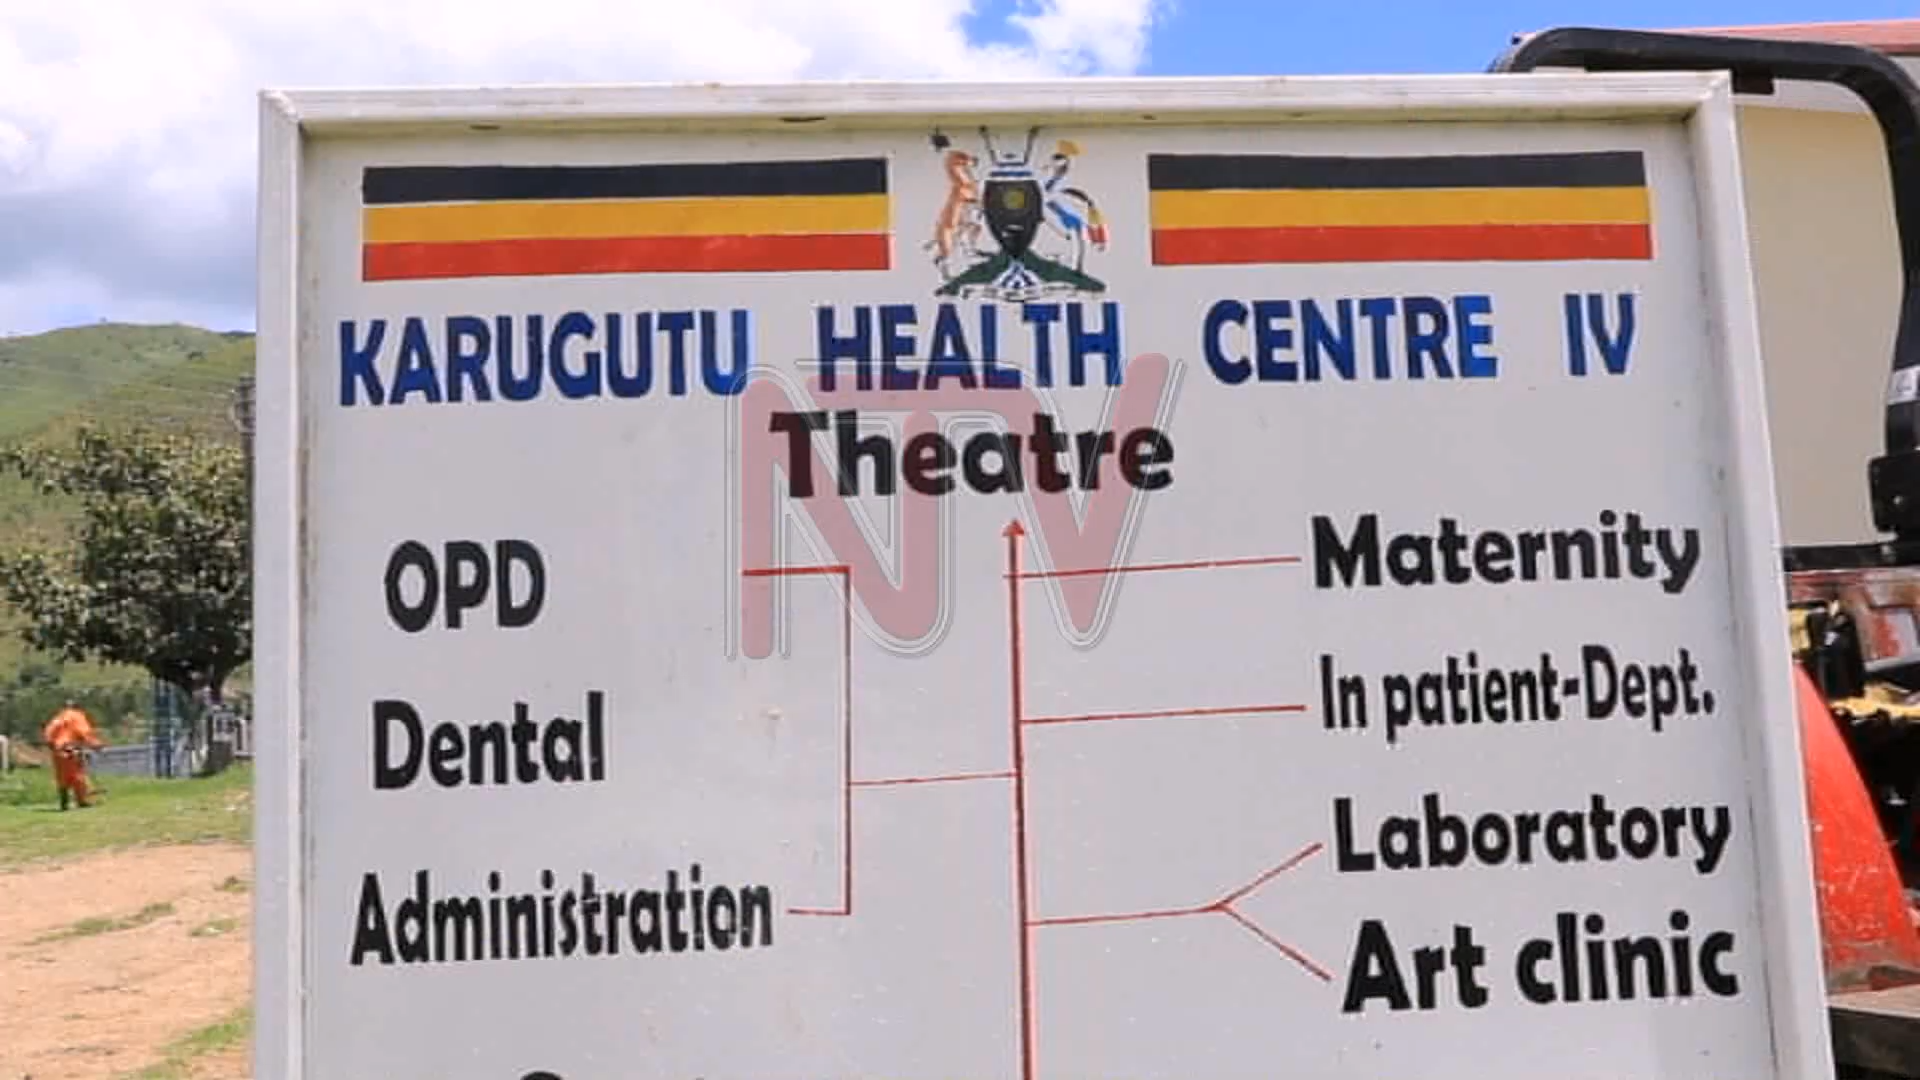 KARUGUTU HEALTH CENTRE IV
Theatre
NTV
OPD
Maternity
In patient-Dept.
Dental
Laboratory
Administration
Art clinic